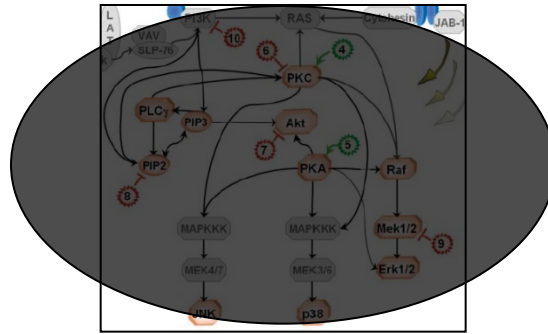 L
A
T
k
PI3K
RAS
Cytohesin
JAB-1
VAV
SLP-76
10
6
4
PKC
PLCγ
PIP3
Akt
5
7
PIP2
PKA
Raf
8
MAPKKK
MAPKKK
Mek1/2
9
MEK4/7
MEK3/6
Erk1/2
JNK
p38